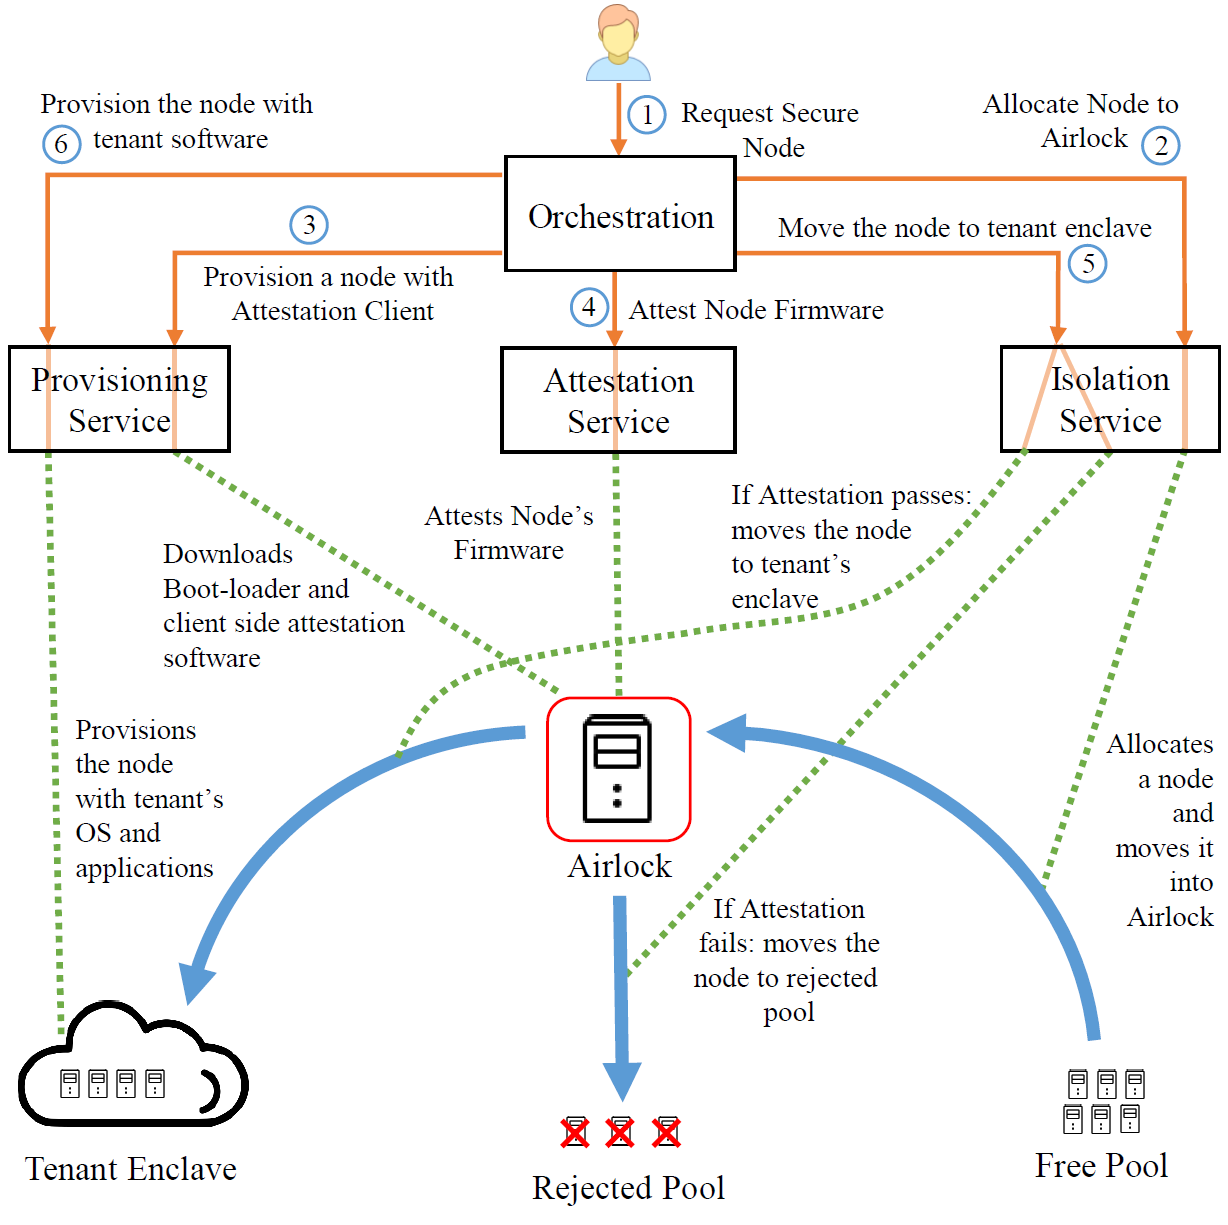 Provision the node with
6 tenant software
1 Request Secure
Node
Allocate Node to
Airlock 2
Orchestration
3
Provision a node with
Attestation Client
4 Attest Node Firmware
Move the node to tenant enclave
5
Provisioning
Service
Attestation
Service
Isolation
Service
Downloads
Boot-loader and
client side attestation
software
Attests Node’s
Firmware
If Attestation passes:
moves the node
to tenant’s
enclave
Provisions
the node
with tenant’s
OS and
applications
Airlock
Allocates
a node
and
moves it
into
Airlock
If Attestation
fails: moves the
node to rejected
pool
Tenant Enclave
Rejected Pool
Free Pool